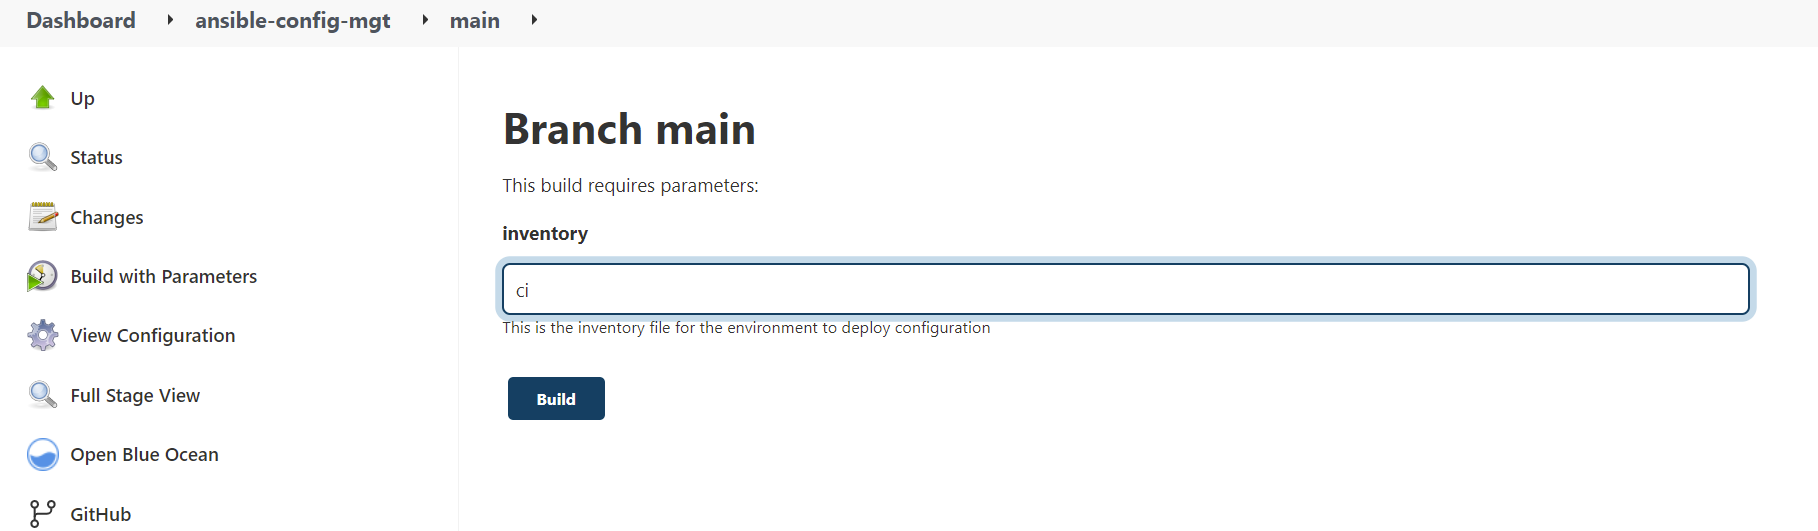 Dashboard ansible-config-mgt main
Up
Status
Changes
Build with Parameters
View Configuration
Full Stage View
Open Blue Ocean
GitHub
Branch main
This build requires parameters:
inventory
ci
This is the inventory file for the environment to deploy configuration
Build